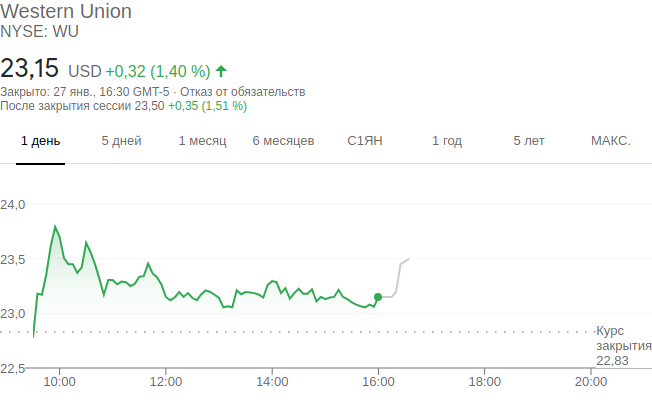 Western Union
NYSE: WU
23,15 USD +0,32 (1,40 %)
Закрыто: 27 янв., 16:30 GMT-5 · Отказ от обязательств
После закрытия сессии 23,50 +0,35 (1,51 %)
1 день 5 дней 1 месяц 6 месяцев С1ЯН 1 год 5 лет МАКС.
24,0
23,5
23,0
Курс
закрытия
22,83
22,5
10:00 12:00 14:00 16:00 18:00 20:00